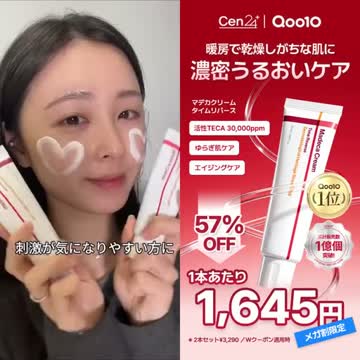 Cen24+ | Qoo10
暖房で乾燥しがちな肌に
濃密うるおいケア
マデカクリーム
タイムリバース
活性TECA 30,000ppm
ゆらぎ肌ケア
エイジングケア
Madeca Cream
Time Reverse
Qoo10
1位
1億個
突破!!
57%
OFF
1本あたり
1,645円
メガ割限定
*2本セット¥3,290／Wクーポン適用時
刺激が気になりやすい方に